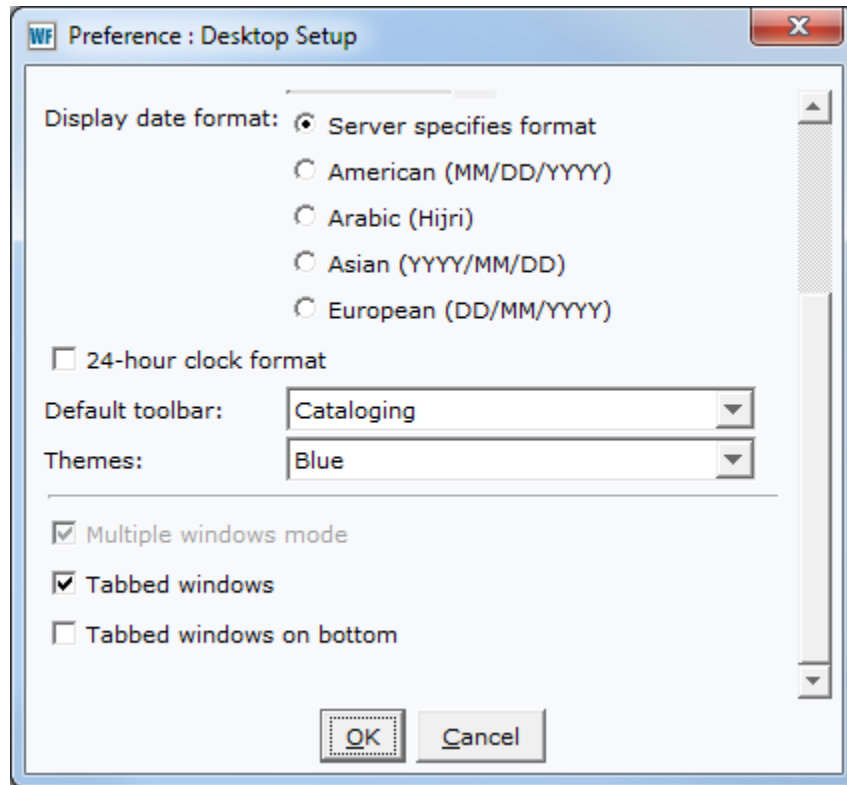 WF Preference : Desktop Setup
Display date format: Server specifies format
American (MM/DD/YYYY)
Arabic (Hijri)
Asian (YYYY/MM/DD)
European (DD/MM/YYYY)
24-hour clock format
Default toolbar: Cataloging
Themes: Blue
Multiple windows mode
Tabbed windows
Tabbed windows on bottom
OK Cancel